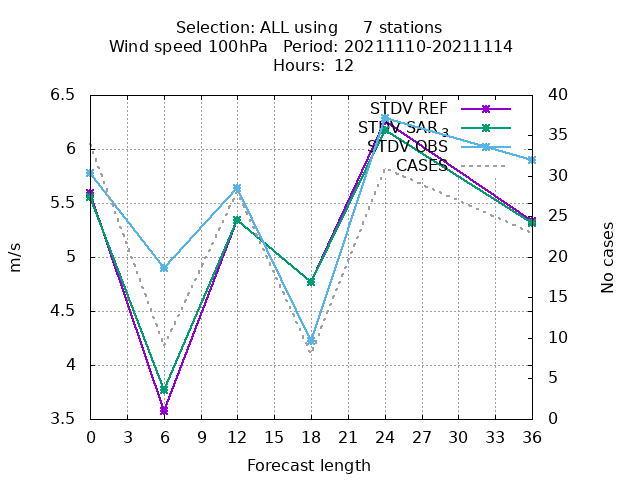 Selection: ALL using 7 stations
Wind speed 100hPa Period: 20211110-20211114
Hours: 12
STDV REF
STDV SAR_3
STDV OBS
CASES
6.5
6
5.5
5
4.5
4
3.5
40
35
30
25
20
15
10
5
0
m/s
No cases
0 3 6 9 12 15 18 21 24 27 30 33 36
Forecast length